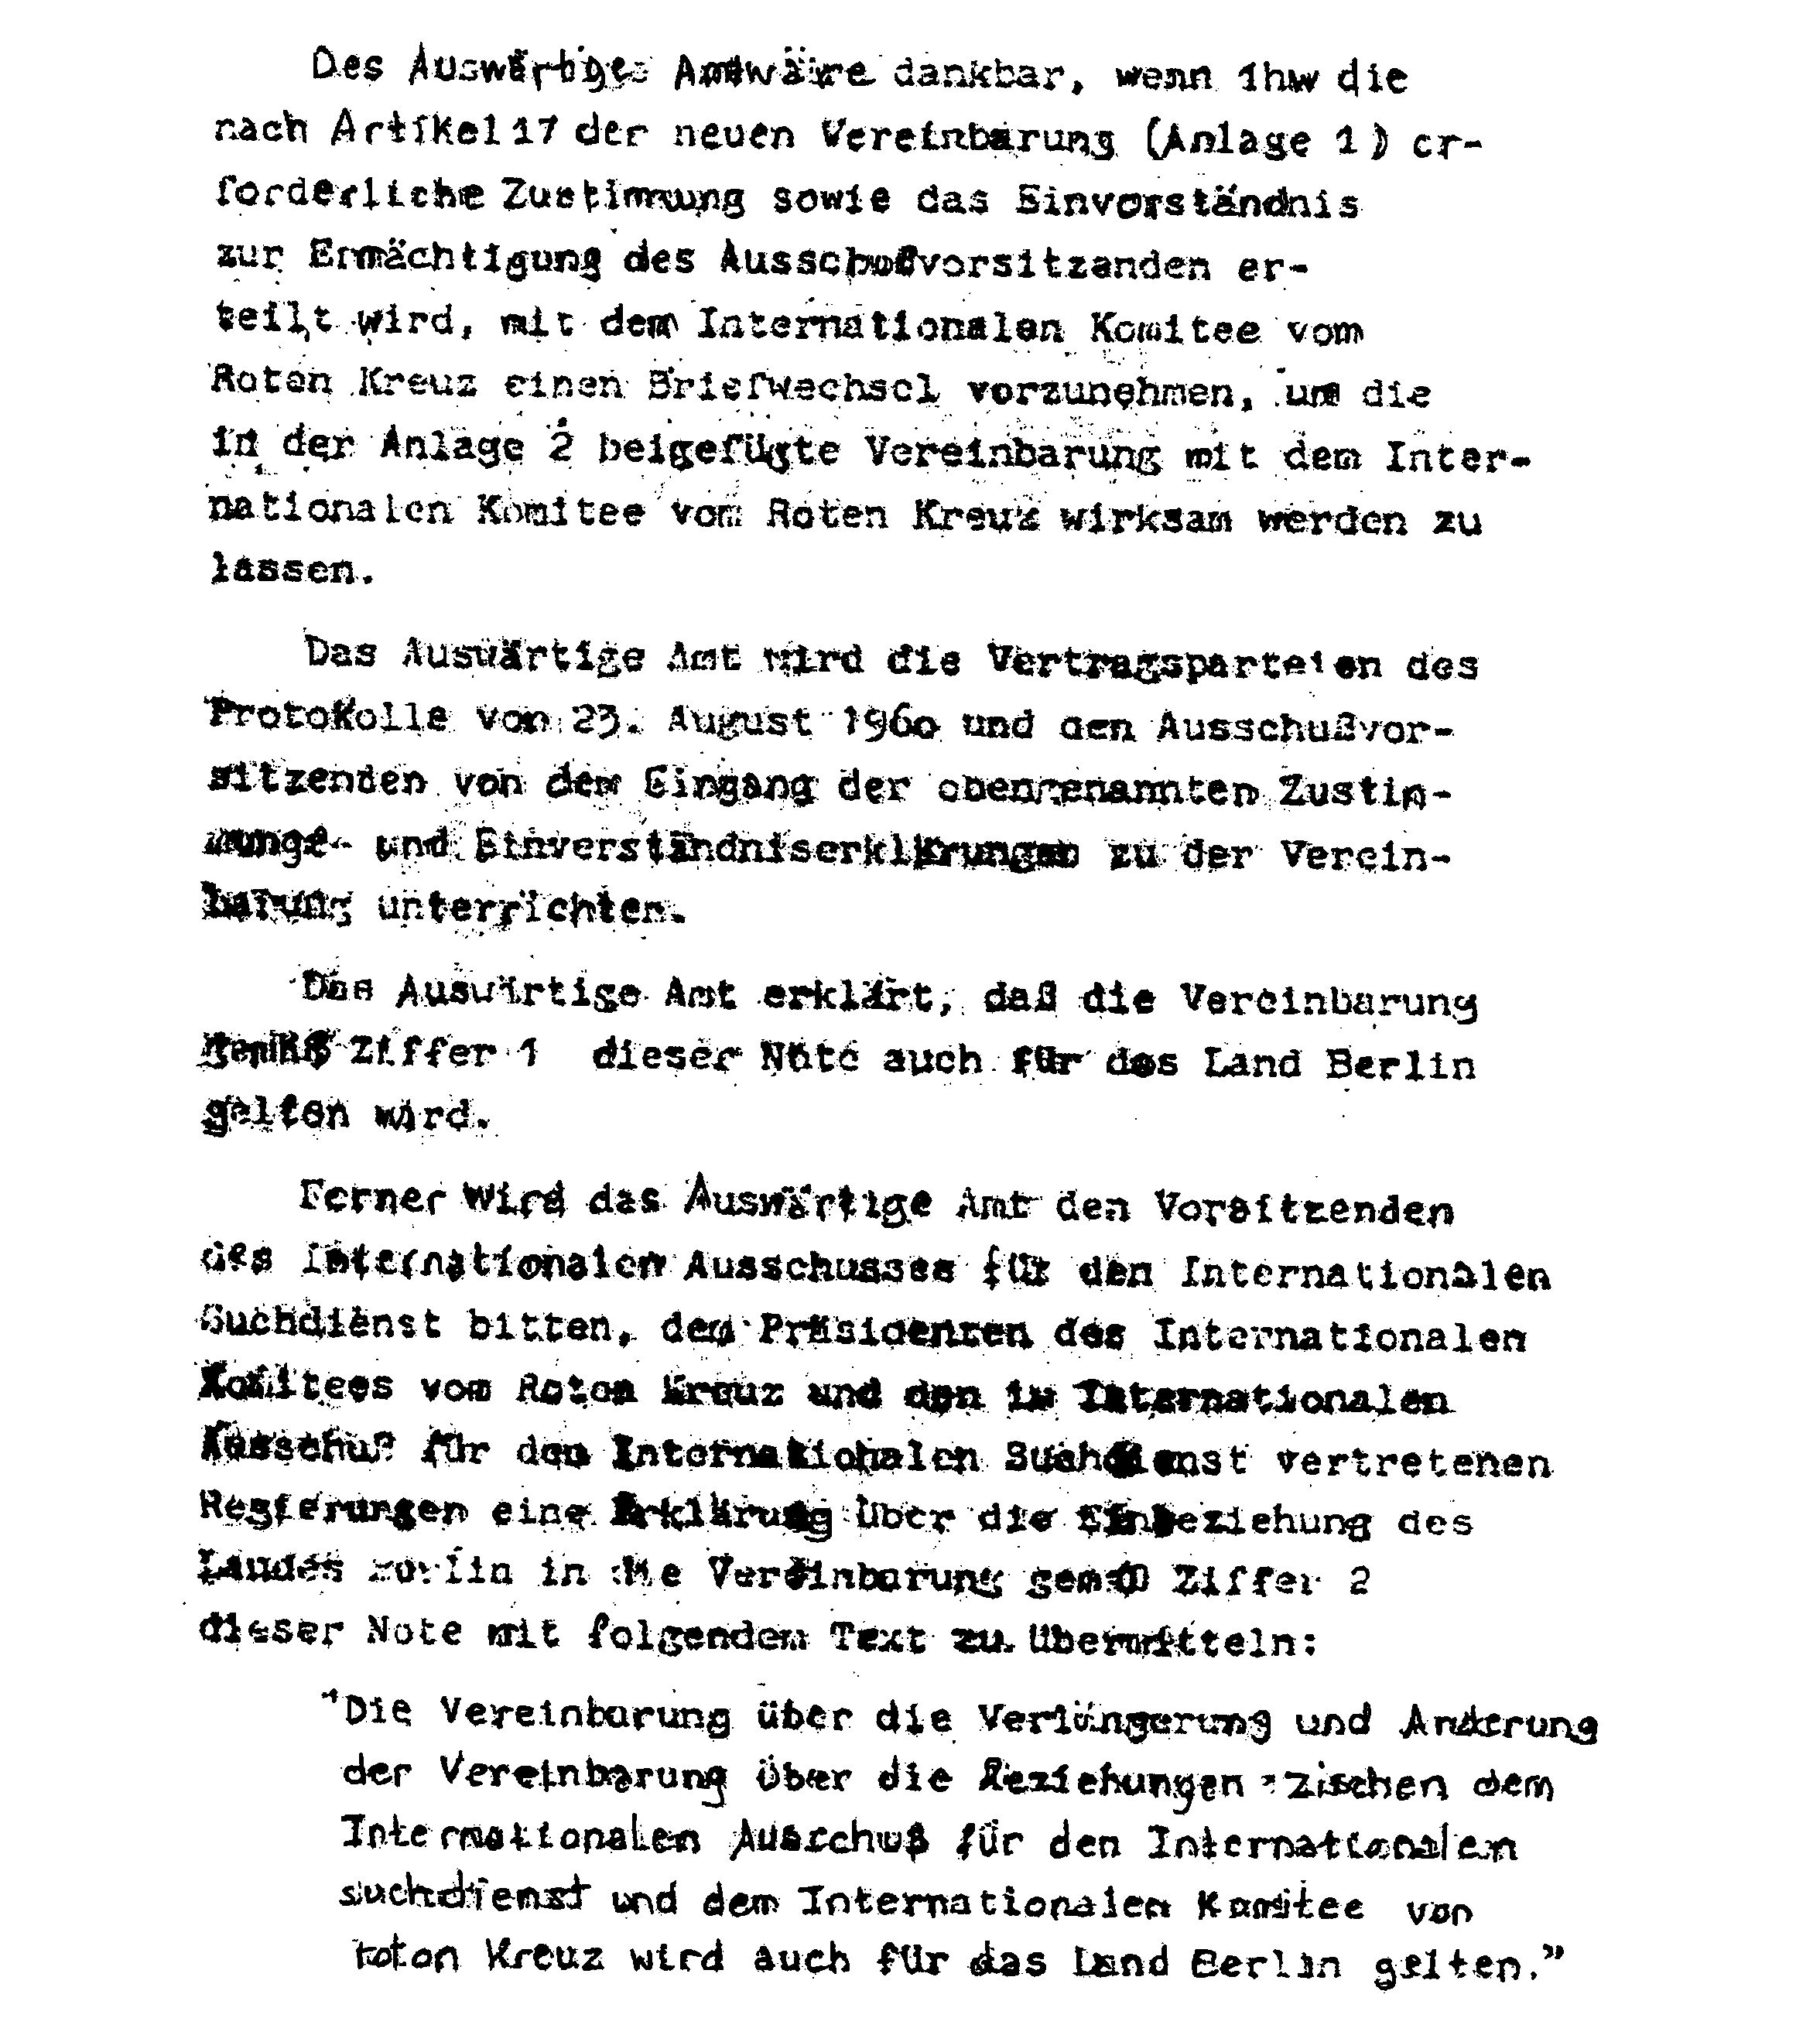 Des Auswärtiges Amt wäre dankbar, wenn ihw die
nach Artikel 17 der neuen Vereinbarung (Anlage 1) er-
forderliche Zustimmung sowie das Einverständnis
zur Ermächtigung des Ausschußvorsitzenden er-
teilt wird, mit dem Internationalen Komitee vom
Roten Kreuz einen Briefwechsel vorzunehmen, um die
in der Anlage 2 beigefügte Vereinbarung mit dem Inter-
nationalen Komitee vom Roten Kreuz wirksam werden zu
lassen.
Das Auswärtige Amt wird die Vertragsparteien des
Protokolls von 23. August 1960 und den Ausschußvor-
sitzenden von dem Eingang der obengenannten Zustim-
mungs- und Einverständniserklärungen zu der Verein-
barung unterrichten.
Das Auswärtige Amt erklärt, daß die Vereinbarung
gemäß Ziffer 1 dieser Note auch für das Land Berlin
gelten wird.
Ferner wird das Auswärtige Amt den Vorsitzenden
des Internationalen Ausschusses für den Internationalen
Suchdienst bitten, dem Präsidenten des Internationalen
Komitees vom Roten Kreuz und den im Internationalen
Ausschuß für den Internationalen Suchdienst vertretenen
Regierungen eine Erklärung über die Einbeziehung des
Landes Berlin in die Vereinbarung gemäß Ziffer 2
dieser Note mit folgendem Text zu übermitteln:
"Die Vereinbarung über die Verlängerung und Änderung
der Vereinbarung über die Beziehungen zischen dem
Internationalen Ausschuß für den Internationalen
suchdienst und dem Internationalen Komitee von
roton Kreuz wird auch für das Land Berlin gelten."